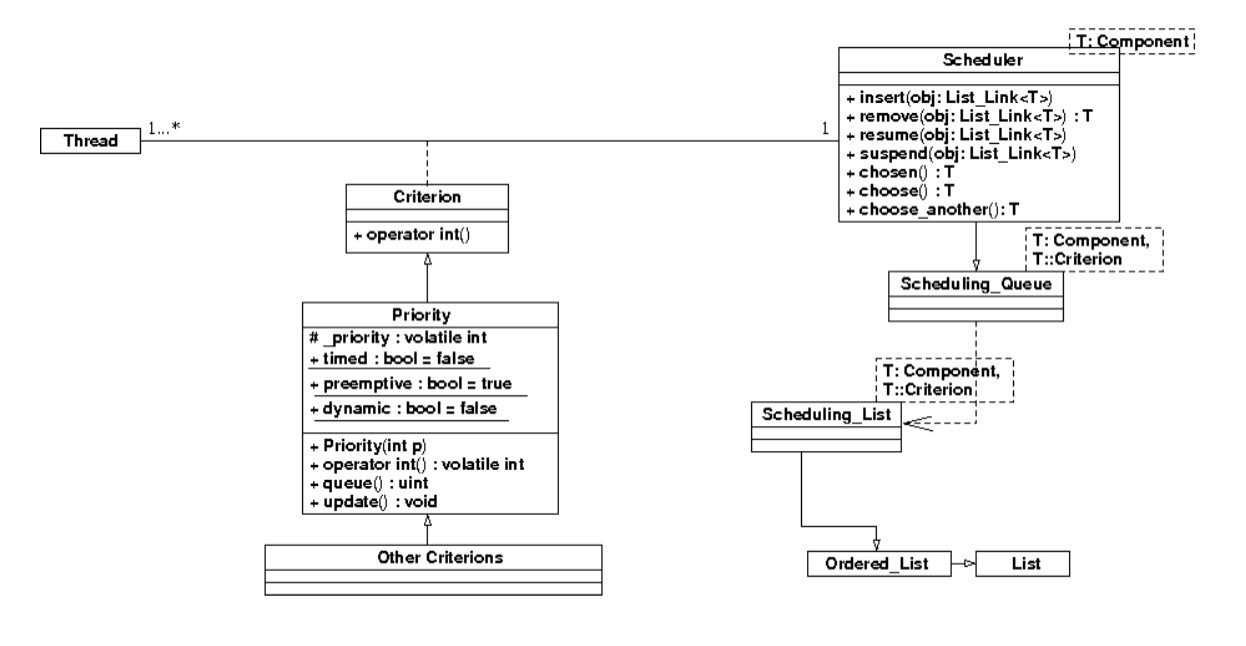 T: Component
Scheduler
+ insert(obj: List_Link<T>)
+ remove(obj: List_Link<T>) : T
+ resume(obj: List_Link<T>)
+ suspend(obj: List_Link<T>)
+ chosen() : T
+ choose() : T
+ choose_another(): T
1...*
1
Thread
Criterion
+ operator int()
T: Component,
T::Criterion
Scheduling_Queue
Priority
# _priority : volatile int
+ timed : bool = false
+ preemptive : bool = true
+ dynamic : bool = false
+ Priority(int p)
+ operator int() : volatile int
+ queue() : uint
+ update() : void
T: Component,
T::Criterion
Scheduling_List
Other Criterions
Ordered_List
List